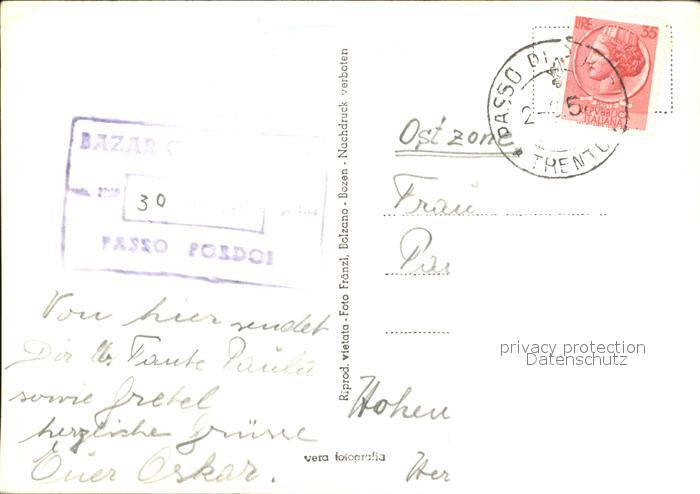 LIRE 35
REPUBBLICA
ITALIANA
PASSO DI
TRENTO
Ostzone
Frau
BAZAR
30
PASSO PORDOI
Von hier sendet
Dir lb. Tante Paula
sowie Gretel
herzliche Grüsse
Euer Oskar.
Riprod. vietata - Foto Fränzl, Bolzano - Bozen - Nachdruck verboten
vera fotografia
Hohen
Her
privacy protection
Datenschutz